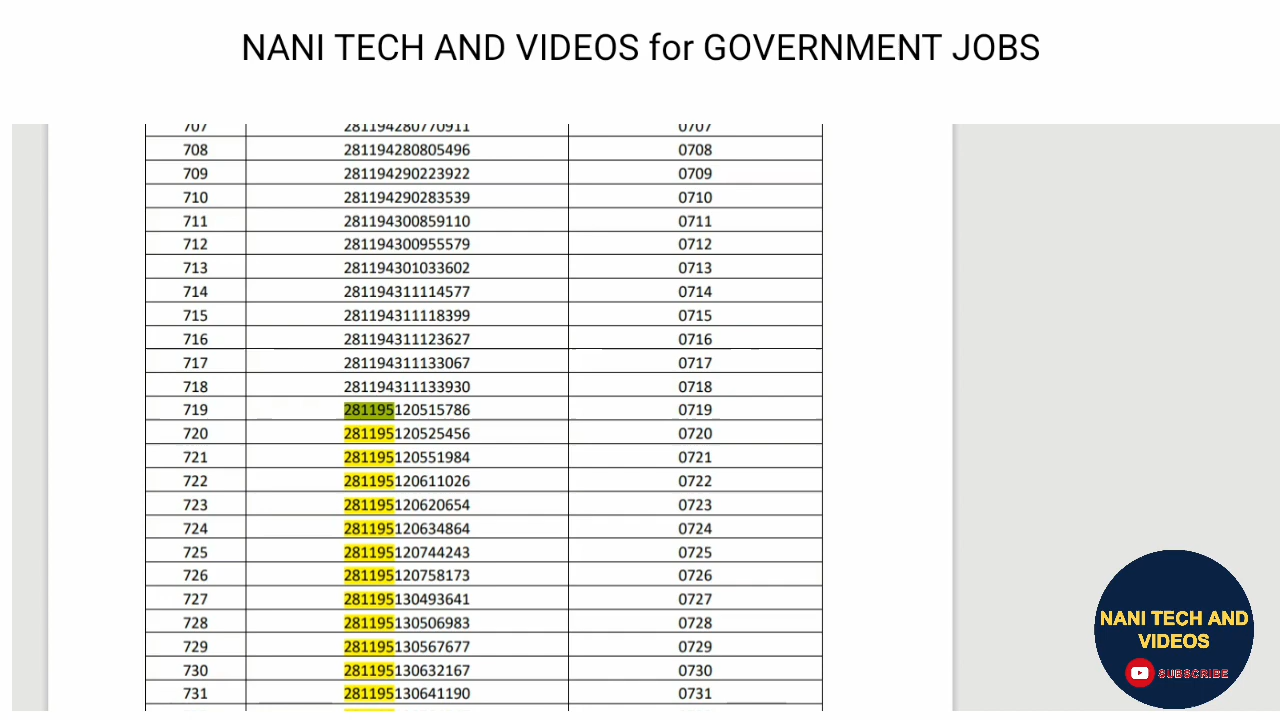 NANI TECH AND VIDEOS for GOVERNMENT JOBS
707 281194280770911 0707
708 281194280805496 0708
709 281194290223922 0709
710 281194290283539 0710
711 281194300859110 0711
712 281194300955579 0712
713 281194301033602 0713
714 281194311114577 0714
715 281194311118399 0715
716 281194311123627 0716
717 281194311133067 0717
718 281194311133930 0718
719 281195120515786 0719
720 281195120525456 0720
721 281195120551984 0721
722 281195120611026 0722
723 281195120620654 0723
724 281195120634864 0724
725 281195120744243 0725
726 281195120758173 0726
727 281195130493641 0727
728 281195130506983 0728
729 281195130567677 0729
730 281195130632167 0730
731 281195130641190 0731
NANI TECH AND
VIDEOS
SUBSCRIBE